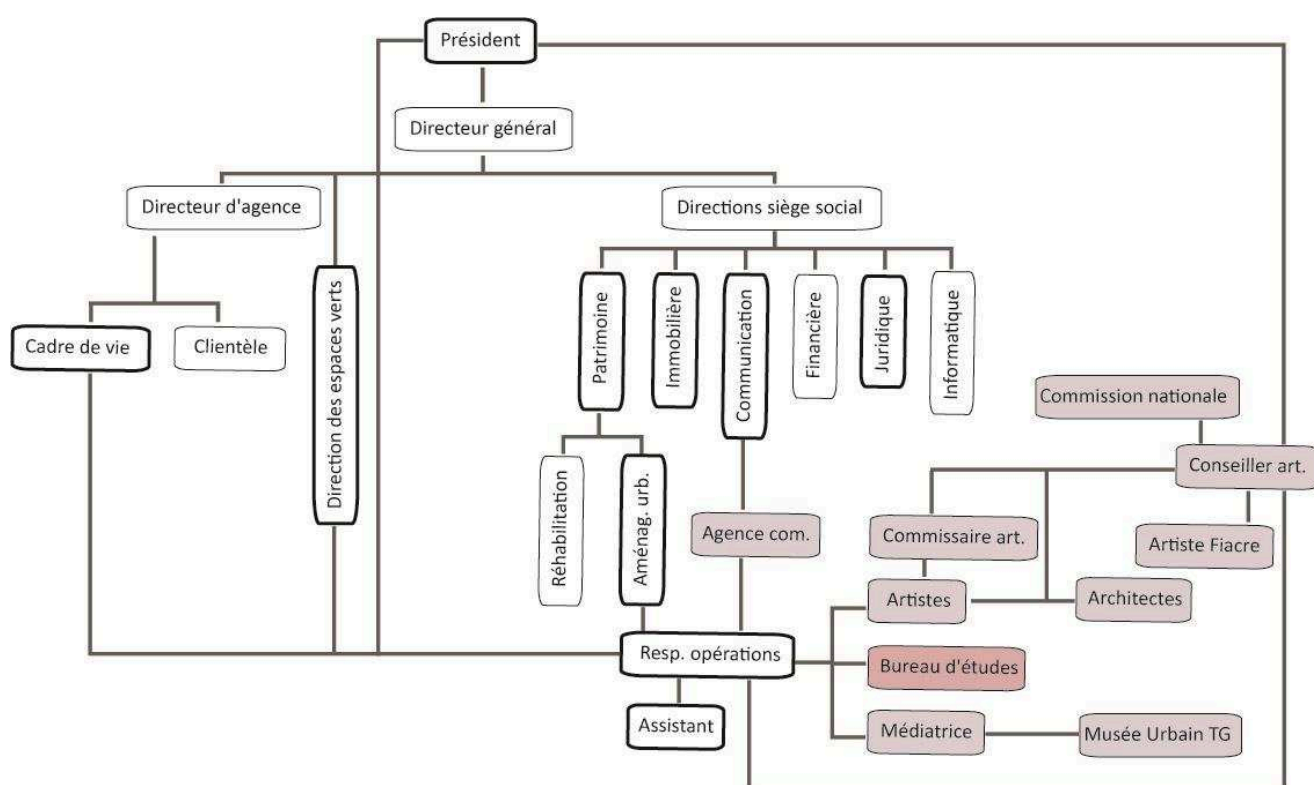 Président
Directeur général
Directeur d'agence
Directions siège social
Cadre de vie
Clientèle
Direction des espaces verts
Patrimoine
Immobilière
Communication
Financière
Juridique
Informatique
Réhabilitation
Aménag. urb.
Agence com.
Commission nationale
Conseiller art.
Commissaire art.
Artiste Fiacre
Artistes
Architectes
Resp. opérations
Bureau d'études
Assistant
Médiatrice
Musée Urbain TG